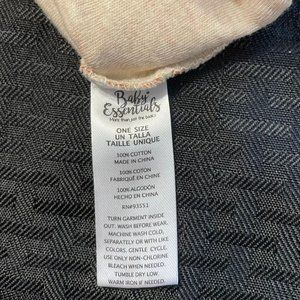 Baby
Essentials
More than just the basics
ONE SIZE
UN TALLA
TAILLE UNIQUE
100% COTTON
MADE IN CHINA
100% COTON
FABRIQUÉ EN CHINE
100% ALGODÓN
HECHO EN CHINA
RN#93551
TURN GARMENT INSIDE
OUT. WASH BEFORE WEAR.
MACHINE WASH COLD,
SEPARATELY OR WITH LIKE
COLORS, GENTLE CYCLE.
USE ONLY NON-CHLORINE
BLEACH WHEN NEEDED.
TUMBLE DRY LOW.
WARM IRON IF NEEDED.